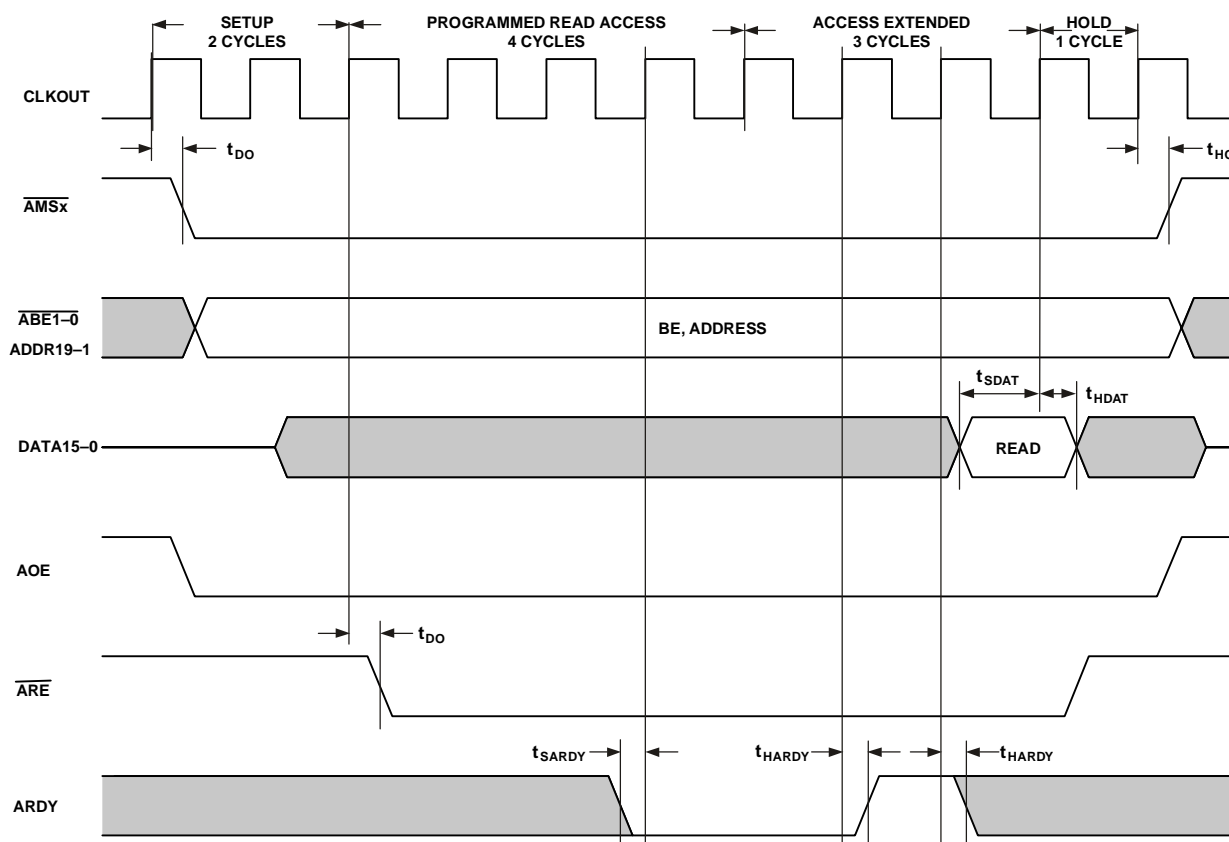 SETUP
2 CYCLES
PROGRAMMED READ ACCESS
4 CYCLES
ACCESS EXTENDED
3 CYCLES
HOLD
1 CYCLE
CLKOUT
tDO
tHO
AMSx
ABE1–0
BE, ADDRESS
ADDR19–1
tSDAT
tHDAT
DATA15–0
READ
AOE
tDO
ARE
tSARDY
tHARDY
tHARDY
ARDY